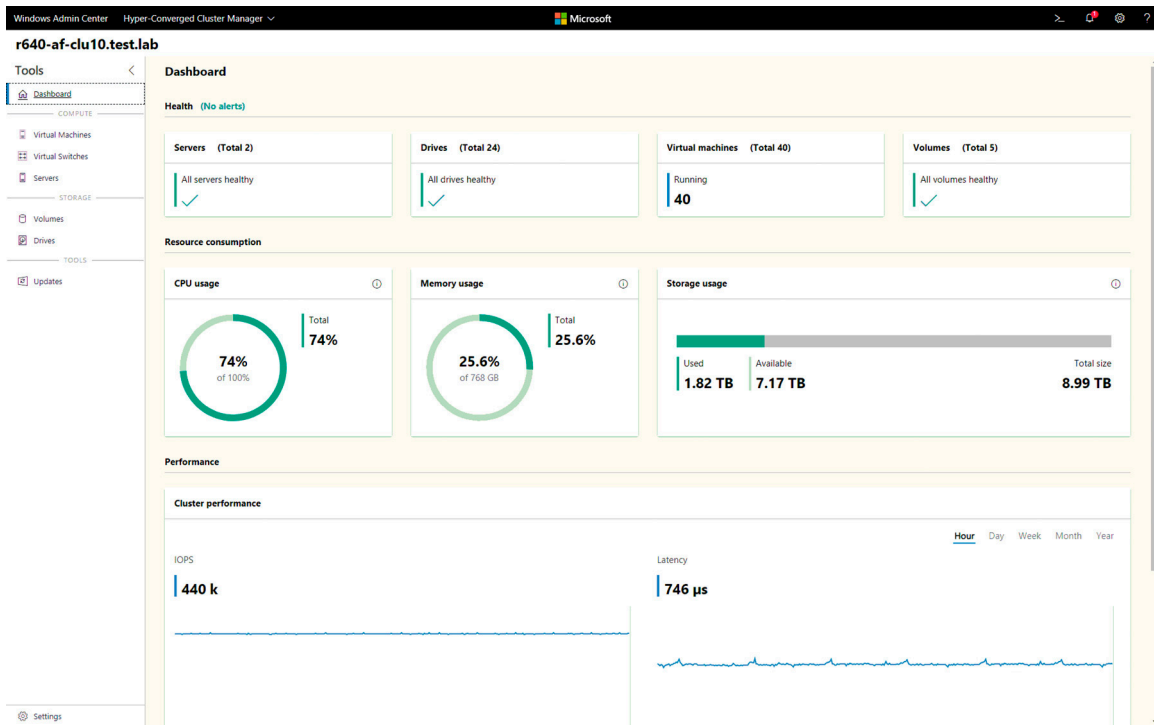 Windows Admin Center Hyper-Converged Cluster Manager Microsoft >_ 1 ?
r640-af-clu10.test.lab
Tools
Dashboard
COMPUTE
Virtual Machines
Virtual Switches
Servers
STORAGE
Volumes
Drives
TOOLS
Updates
Settings
Dashboard
Health (No alerts)
Servers (Total 2)
All servers healthy
Drives (Total 24)
All drives healthy
Virtual machines (Total 40)
Running
40
Volumes (Total 5)
All volumes healthy
Resource consumption
CPU usage
74%
of 100%
Total
74%
Memory usage
25.6%
of 768 GB
Total
25.6%
Storage usage
Used
1.82 TB
Available
7.17 TB
Total size
8.99 TB
Performance
Cluster performance
Hour Day Week Month Year
IOPS
440 k
Latency
746 µs